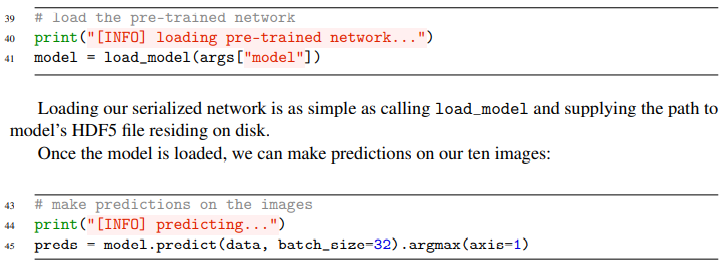 39 # load the pre-trained network
40 print("[INFO] loading pre-trained network...")
41 model = load_model(args["model"])
Loading our serialized network is as simple as calling load_model and supplying the path to
model's HDF5 file residing on disk.
Once the model is loaded, we can make predictions on our ten images:
43 # make predictions on the images
44 print("[INFO] predicting...")
45 preds = model.predict(data, batch_size=32).argmax(axis=1)